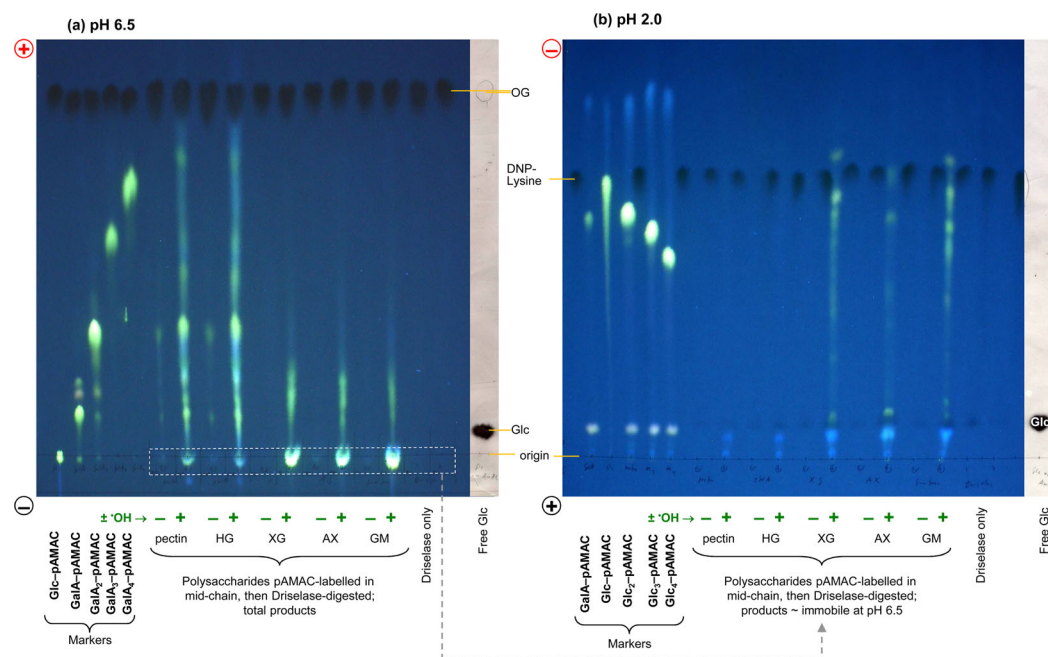 (a) pH 6.5
(b) pH 2.0
+
−
OG
DNP-
Lysine
Glc
Glc
origin
−
+
± •OH →
− + − + − + − + − +
pectin HG XG AX GM
Driselase only
Free Glc
Glc–pAMAC
GalA–pAMAC
GalA2–pAMAC
GalA3–pAMAC
GalA4–pAMAC
Markers
Polysaccharides pAMAC-labelled in
mid-chain, then Driselase-digested;
total products
± •OH →
− + − + − + − + − +
pectin HG XG AX GM
Driselase only
Free Glc
GalA–pAMAC
Glc–pAMAC
Glc2–pAMAC
Glc3–pAMAC
Glc4–pAMAC
Markers
Polysaccharides pAMAC-labelled in
mid-chain, then Driselase-digested;
products ~ immobile at pH 6.5